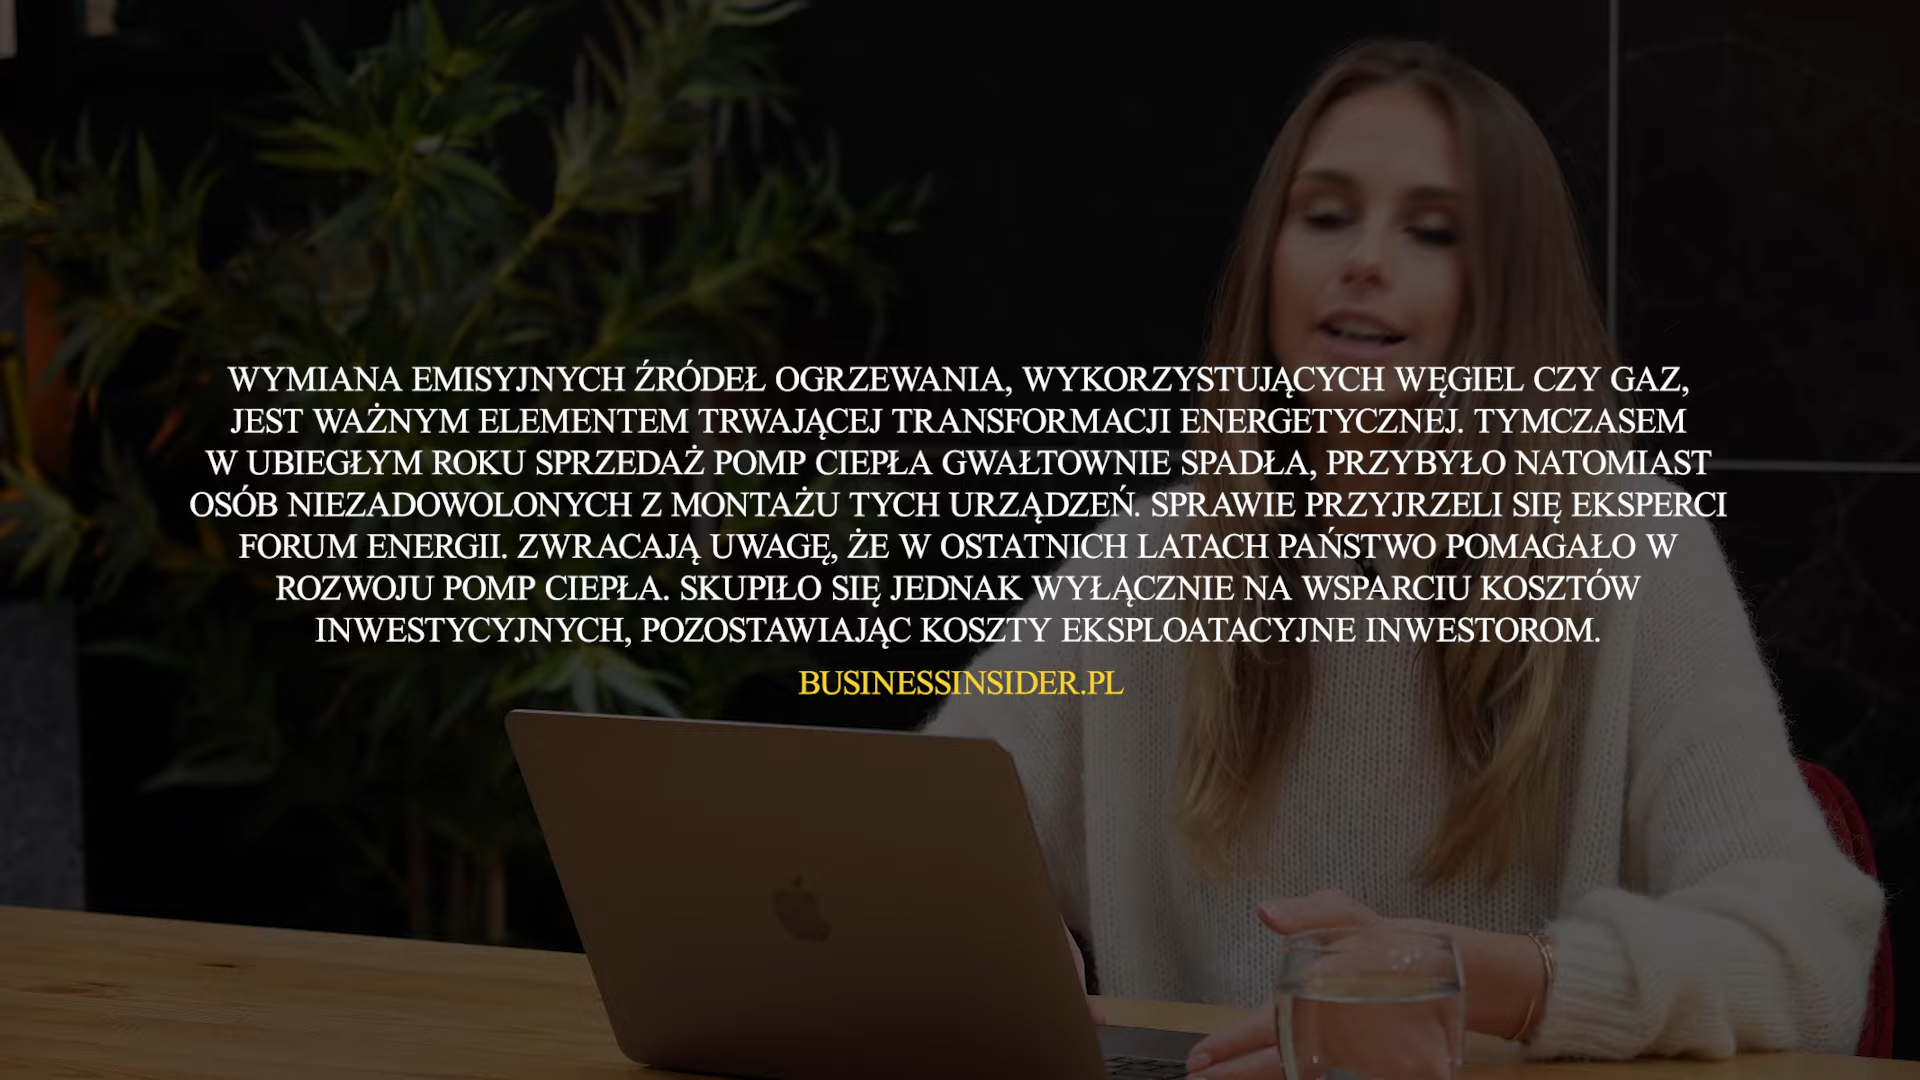 WYMIANA EMISYJNYCH ŹRÓDEŁ OGRZEWANIA, WYKORZYSTUJĄCYCH WĘGIEL CZY GAZ,
JEST WAŻNYM ELEMENTEM TRWAJĄCEJ TRANSFORMACJI ENERGETYCZNEJ. TYMCZASEM
W UBIEGŁYM ROKU SPRZEDAŻ POMP CIEPŁA GWAŁTOWNIE SPADŁA, PRZYBYŁO NATOMIAST
OSÓB NIEZADOWOLONYCH Z MONTAŻU TYCH URZĄDZEŃ. SPRAWIE PRZYJRZELI SIĘ EKSPERCI
FORUM ENERGII. ZWRACAJĄ UWAGĘ, ŻE W OSTATNICH LATACH PAŃSTWO POMAGAŁO W
ROZWOJU POMP CIEPŁA. SKUPIŁO SIĘ JEDNAK WYŁĄCZNIE NA WSPARCIU KOSZTÓW
INWESTYCYJNYCH, POZOSTAWIAJĄC KOSZTY EKSPLOATACYJNE INWESTOROM.
BUSINESSINSIDER.PL